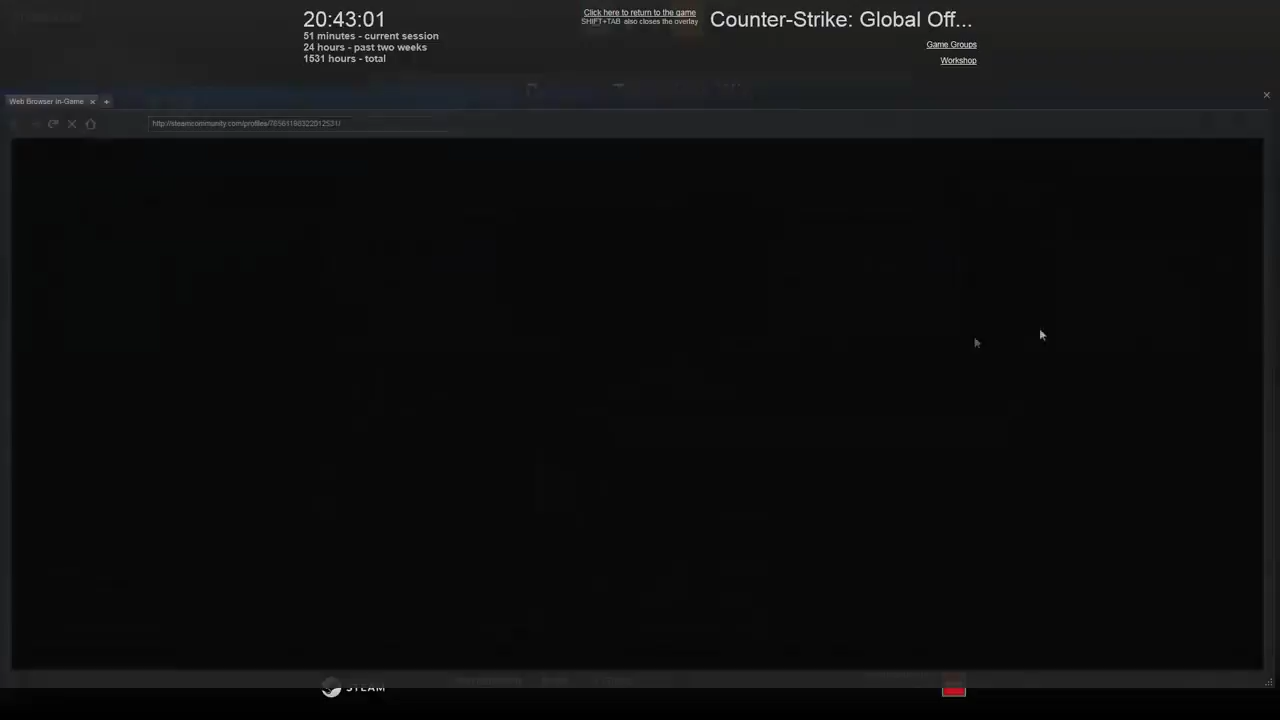 20:43:01
51 minutes - current session
24 hours - past two weeks
1531 hours - total
Click here to return to the game
SHIFT+TAB also closes the overlay
Counter-Strike: Global Off...
Game Groups
Workshop
Web Browser In-Game
STEAM